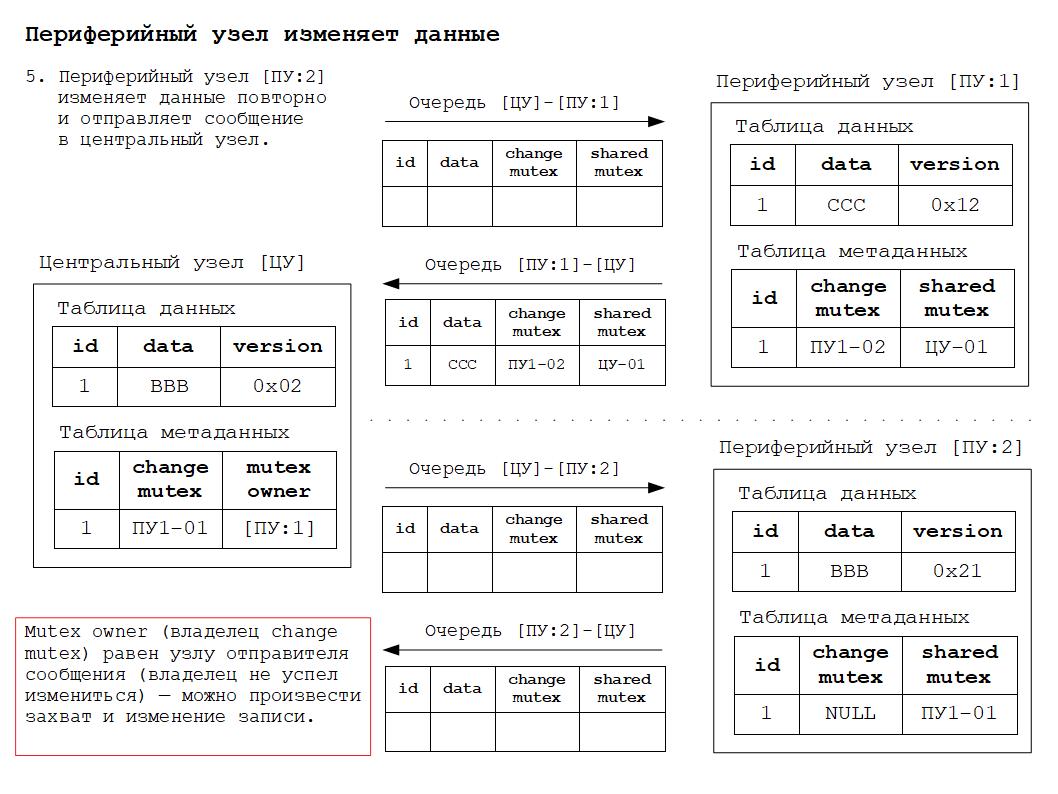 Периферийный узел изменяет данные
5. Периферийный узел [ПУ:2]
изменяет данные повторно
и отправляет сообщение
в центральный узел.
Очередь [ЦУ]-[ПУ:1]
id data change mutex shared mutex
Периферийный узел [ПУ:1]
Таблица данных
id data version
1 CCC 0x12
Таблица метаданных
id change mutex shared mutex
1 ПУ1-02 ЦУ-01
Очередь [ПУ:1]-[ЦУ]
id data change mutex shared mutex
1 CCC ПУ1-02 ЦУ-01
Центральный узел [ЦУ]
Таблица данных
id data version
1 BBB 0x02
Таблица метаданных
id change mutex mutex owner
1 ПУ1-01 [ПУ:1]
Очередь [ЦУ]-[ПУ:2]
id data change mutex shared mutex
Периферийный узел [ПУ:2]
Таблица данных
id data version
1 BBB 0x21
Таблица метаданных
id change mutex shared mutex
1 NULL ПУ1-01
Очередь [ПУ:2]-[ЦУ]
id data change mutex shared mutex
Mutex owner (владелец change
mutex) равен узлу отправителя
сообщения (владелец не успел
измениться) — можно произвести
захват и изменение записи.